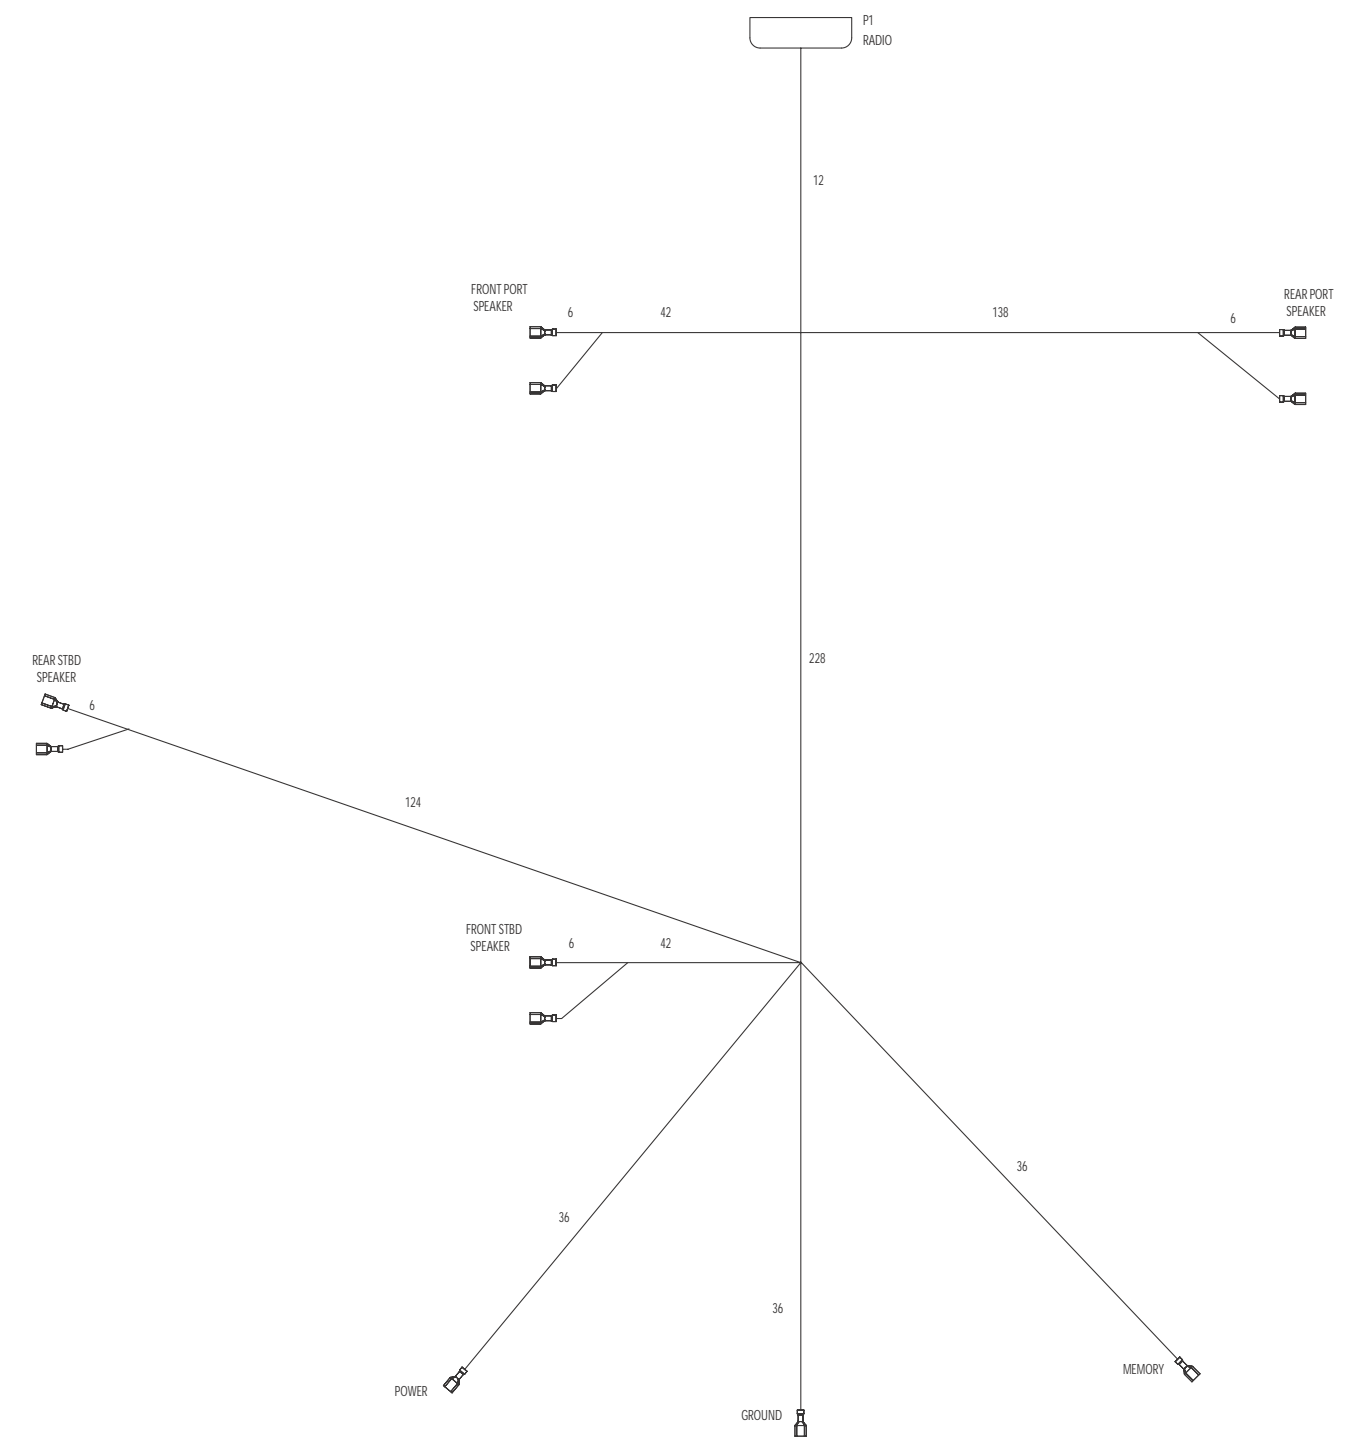 P1
RADIO
12
FRONT PORT
SPEAKER
6
42
138
6
REAR PORT
SPEAKER
228
REAR STBD
SPEAKER
6
124
FRONT STBD
SPEAKER
6
42
36
36
36
POWER
GROUND
MEMORY